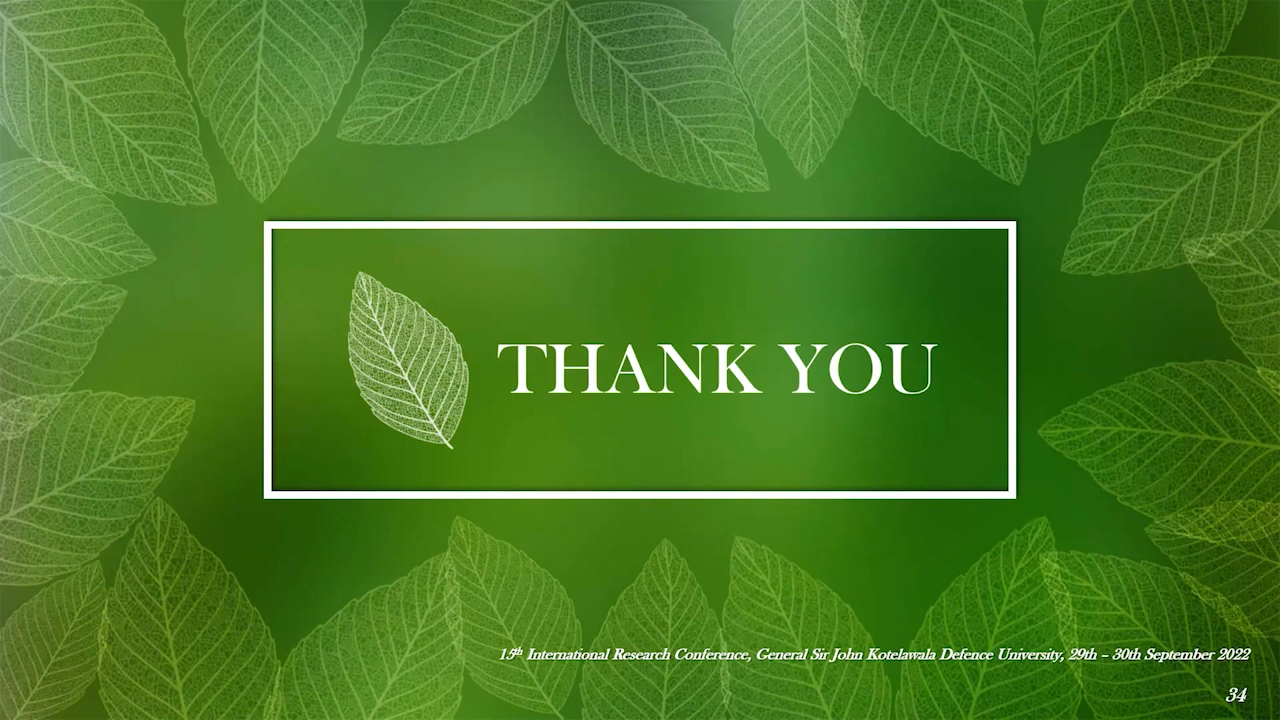 THANK YOU
15th International Research Conference, General Sir John Kotelawala Defence University, 29th – 30th September 2022
34